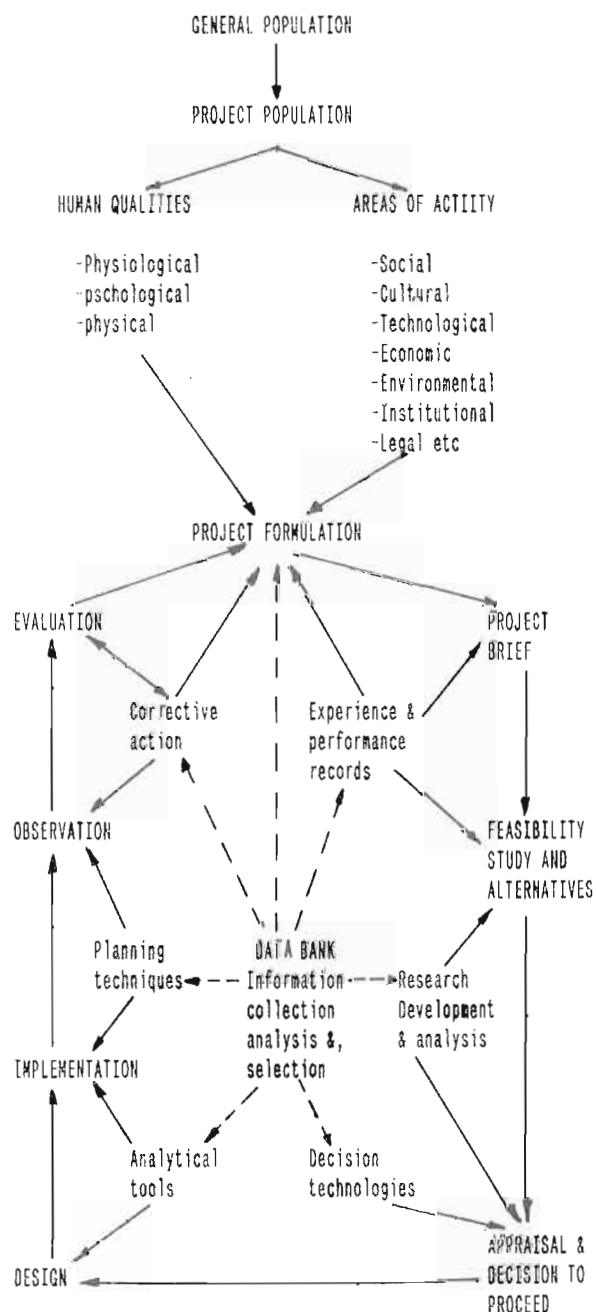 GENERAL POPULATION
PROJECT POPULATION
HUMAN QUALITIES
-Physiological
-pschological
-physical
AREAS OF ACTIITY
-Social
-Cultural
-Technological
-Economic
-Environmental
-Institutional
-Legal etc
PROJECT FORMULATION
EVALUATION
PROJECT
BRIEF
Corrective
action
Experience &
performance
records
OBSERVATION
FEASIBILITY
STUDY AND
ALTERNATIVES
Planning
techniques
DATA BANK
Information
collection
analysis &,
selection
Research
Development
& analysis
IMPLEMENTATION
Analytical
tools
Decision
technologies
DESIGN
APPRAISAL &
DECISION TO
PROCEED